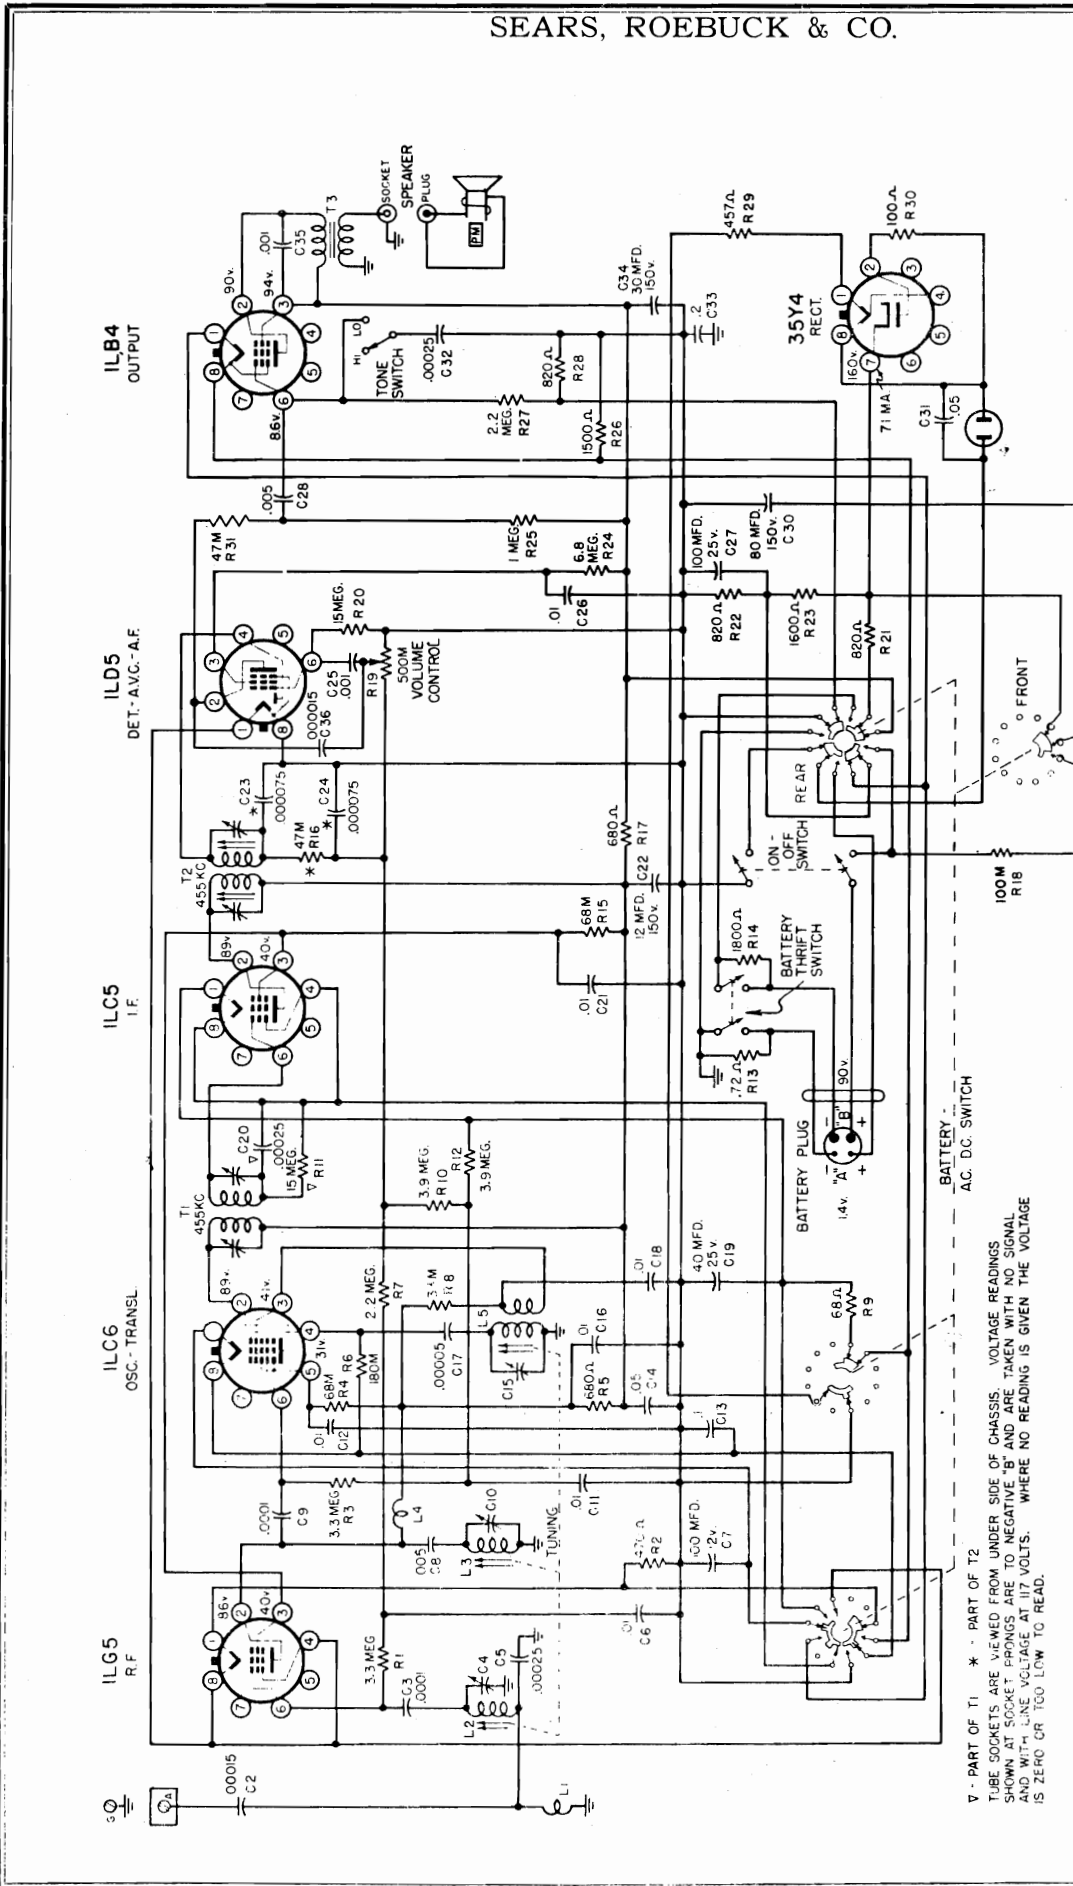 SEARS, ROEBUCK & CO.
1LB4
OUTPUT
90v.
94v.
.001
C35
T3
SOCKET
SPEAKER
PLUG
PM
8.6v.
HI
LO
TONE
SWITCH
.00025
C32
C34
30 MFD.
150v.
.2
C33
457Ω
R29
35Y4
RECT.
100Ω
R30
160v.
71 MA.
C31
.05
2.2
MEG.
R27
820Ω
R28
1500Ω
R26
.005
C28
47M
R31
1 MEG.
R25
6.8
MEG.
R24
.01
C26
100 MFD.
25v.
C27
80 MFD.
150v.
C30
820Ω
R22
1600Ω
R23
820Ω
R21
1LD5
DET.-A.V.C.-A.F.
15MEG.
R20
C25
.001
R19
500M
VOLUME
CONTROL
.000015
C36
C23
* .000075
C24
* .000075
47M
R16
*
T2
455 KC
680Ω
R17
REAR
FRONT
ON-
OFF
SWITCH
100M
R18
C22
12 MFD.
150v.
68M
R15
.01
C21
1LC5
I.F.
89v.
40v.
1800Ω
R14
BATTERY
THRIFT
SWITCH
.72Ω
R13
BATTERY PLUG
1.4v.
"A"
"B"
90v.
BATTERY -
A.C. D.C. SWITCH
C20
.00025
15 MEG.
▽ R11
T1
455KC
3.9 MEG.
R10
R12
3.9 MEG.
1LC6
OSC.-TRANSL.
89v.
41v.
31v.
2.2 MEG.
R7
R8
L5
.00005
C17
C15
.01
C18
40 MFD.
25 v.
C19
.01
C16
680Ω
R5
.05
C14
68Ω
R9
68M
R4
R6
180M
.01
C12
.1
C13
.0001
C9
3.3 MEG
R3
L4
.01
C11
.005
C8
C10
L3
TUNING
R2
C7
1LG5
R.F
86v
40v.
3.3 MEG
R1
C3
.0001
L2
C4
C5
.00025
.01
C6
.00015
C2
G
A
L1
▽ - PART OF T1 * - PART OF T2
TUBE SOCKETS ARE VIEWED FROM UNDER SIDE OF CHASSIS. VOLTAGE READINGS
SHOWN AT SOCKET PRONGS ARE TO NEGATIVE "B" AND ARE TAKEN WITH NO SIGNAL
AND WITH LINE VOLTAGE AT 117 VOLTS. WHERE NO READING IS GIVEN THE VOLTAGE
IS ZERO OR TOO LOW TO READ.